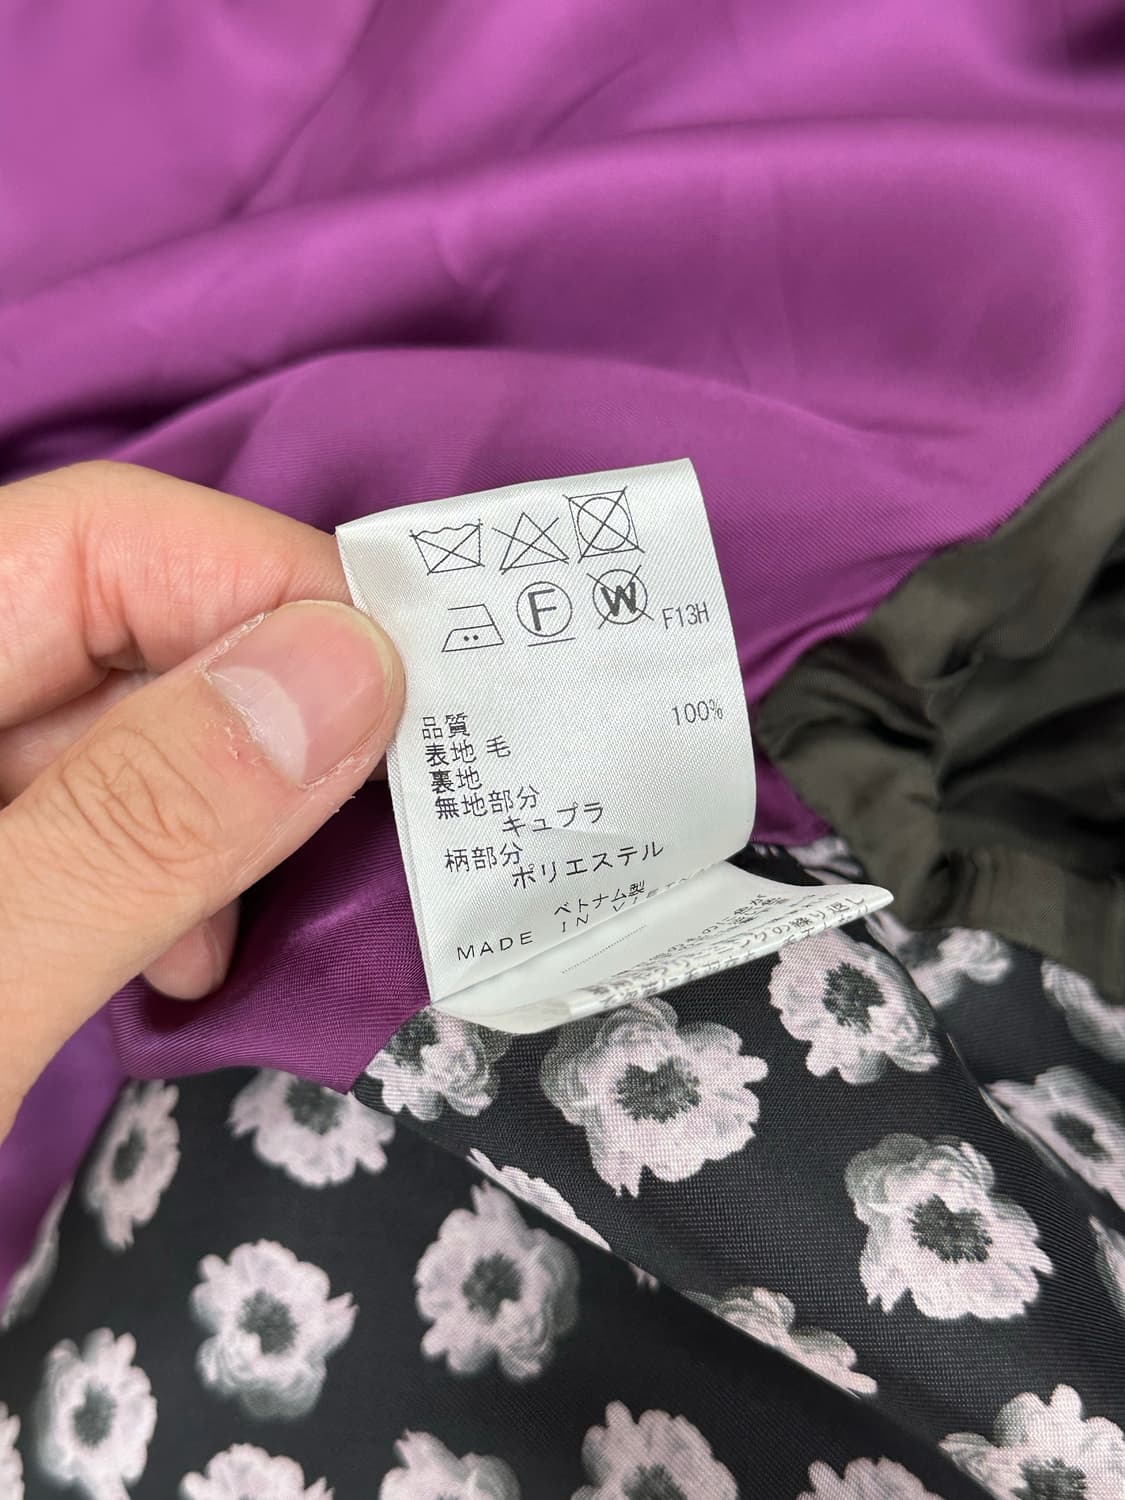 F
W
F13H
品質
表地 毛 100%
裏地
無地部分
キュプラ
柄部分
ポリエステル
ベトナム製
MADE IN